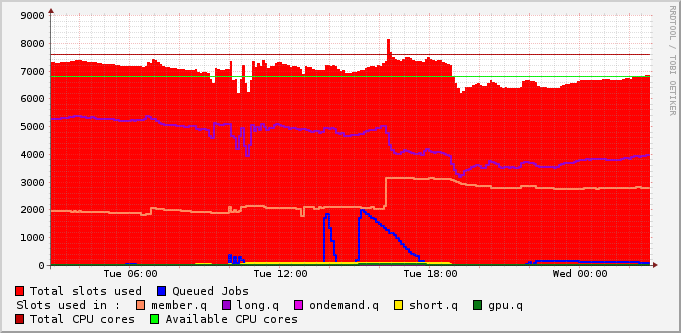 RRDTOOL / TOBI OETIKER
9000
8000
7000
6000
5000
4000
3000
2000
1000
0
Tue 06:00 Tue 12:00 Tue 18:00 Wed 00:00
Total slots used Queued Jobs
Slots used in : member.q long.q ondemand.q short.q gpu.q
Total CPU cores Available CPU cores